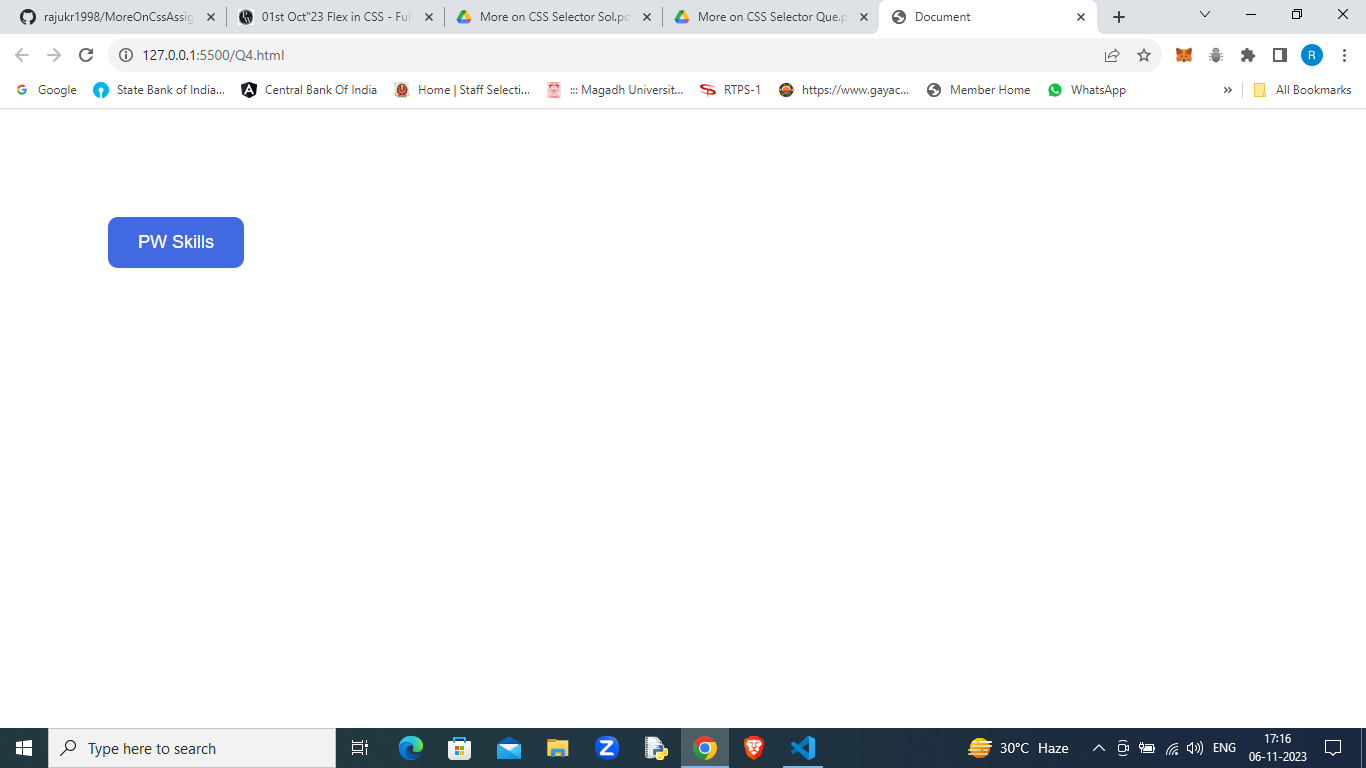 rajukr1998/MoreOnCssAssig
01st Oct"23 Flex in CSS - Ful
More on CSS Selector Sol.pd
More on CSS Selector Que.p
Document
127.0.0.1:5500/Q4.html
R
Google
State Bank of India...
Central Bank Of India
Home | Staff Selecti...
::: Magadh Universit...
RTPS-1
https://www.gayac...
Member Home
WhatsApp
»
All Bookmarks
PW Skills
Type here to search
30°C Haze
ENG
17:16
06-11-2023